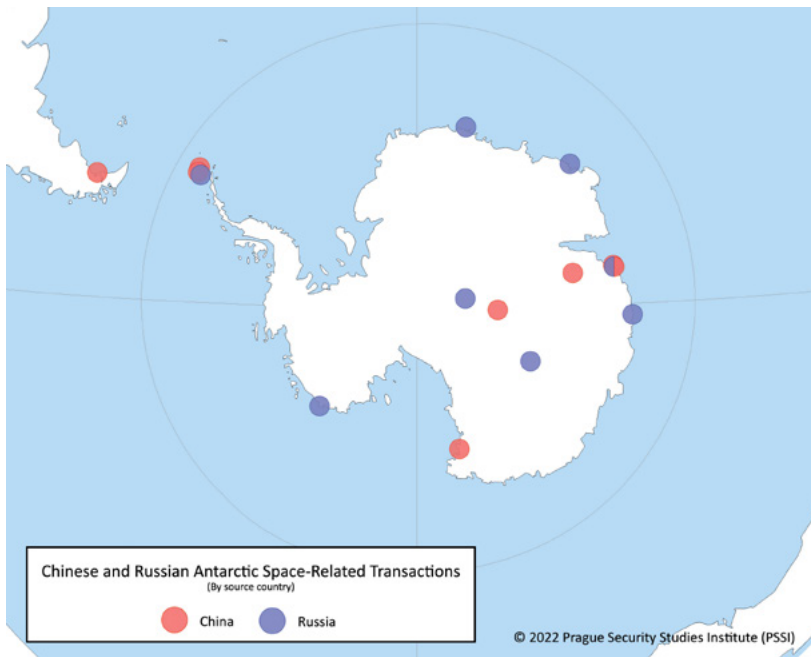 Chinese and Russian Antarctic Space-Related Transactions
(By source country)
China Russia
© 2022 Prague Security Studies Institute (PSSI)